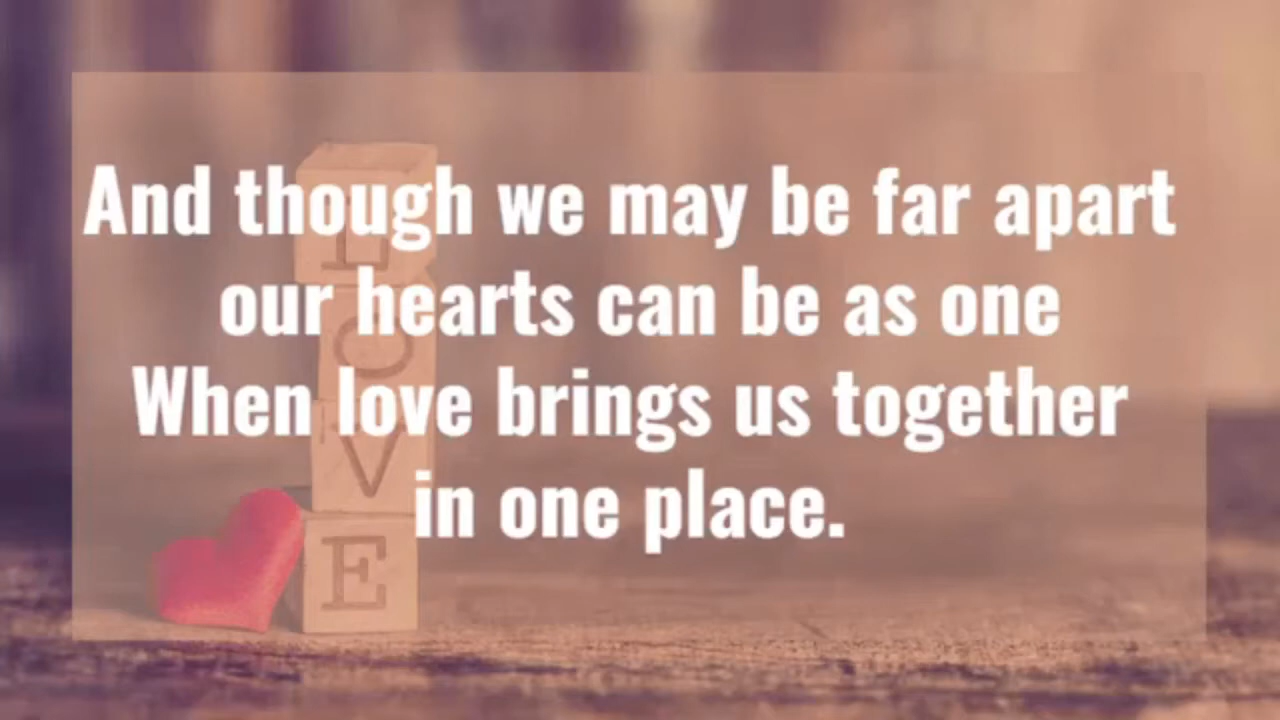 And though we may be far apart
our hearts can be as one
When love brings us together
in one place.
L
O
V
E